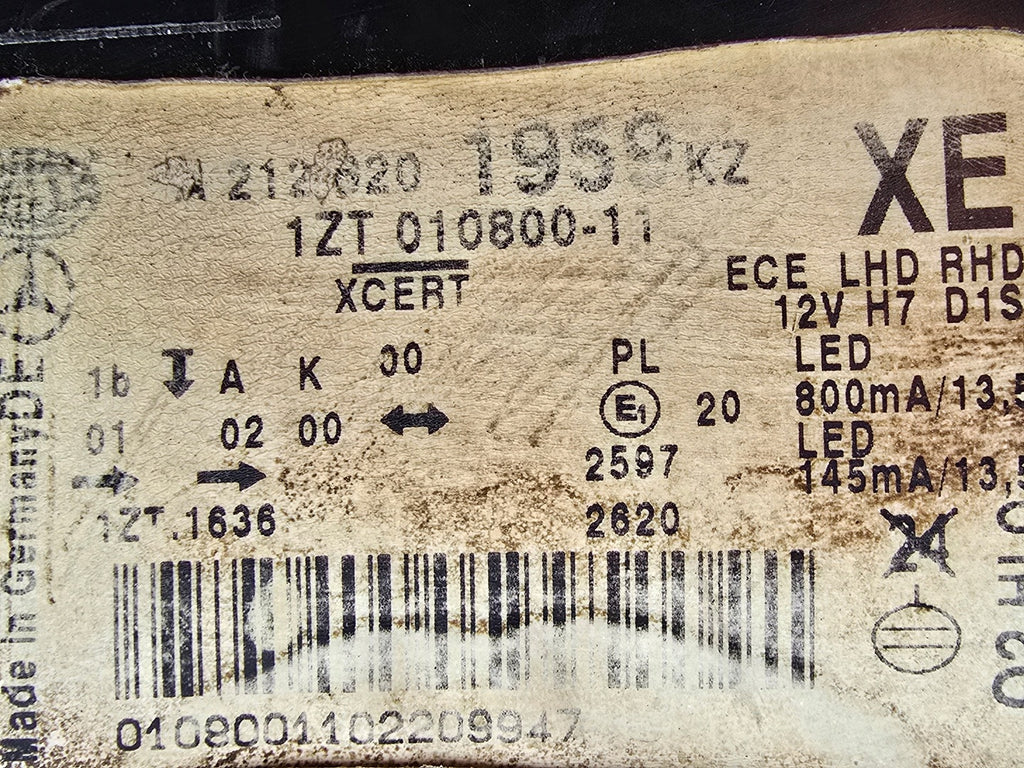 212 820 1959 KZ
1ZT 010800-11
XCERT
XE
ECE LHD RHD
12V H7 D1S
LED
800mA/13,5
LED
145mA/13,5
1b A K 00
01 02 00
PL
E1 20
2597
2620
1ZT.1636
24
0108001102209947
Made in Germany DE